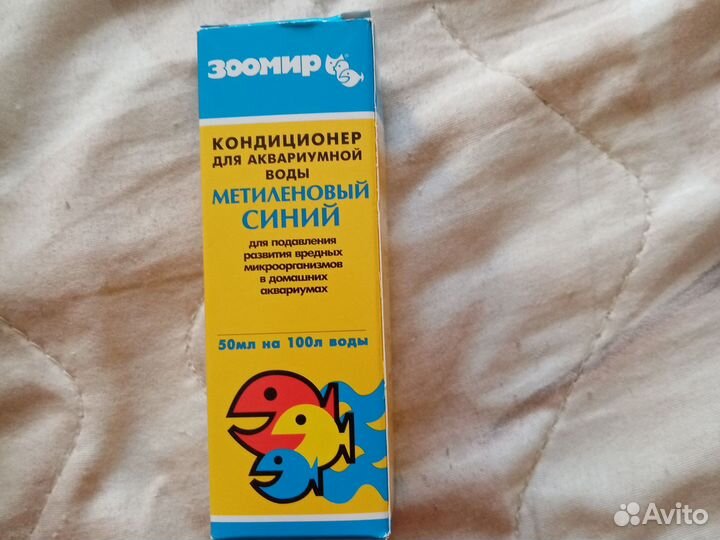 ЗООМИР
КОНДИЦИОНЕР
ДЛЯ АКВАРИУМНОЙ
ВОДЫ
МЕТИЛЕНОВЫЙ
СИНИЙ
для подавления
развития вредных
микроорганизмов
в домашних
аквариумах
50мл на 100л воды
Avito